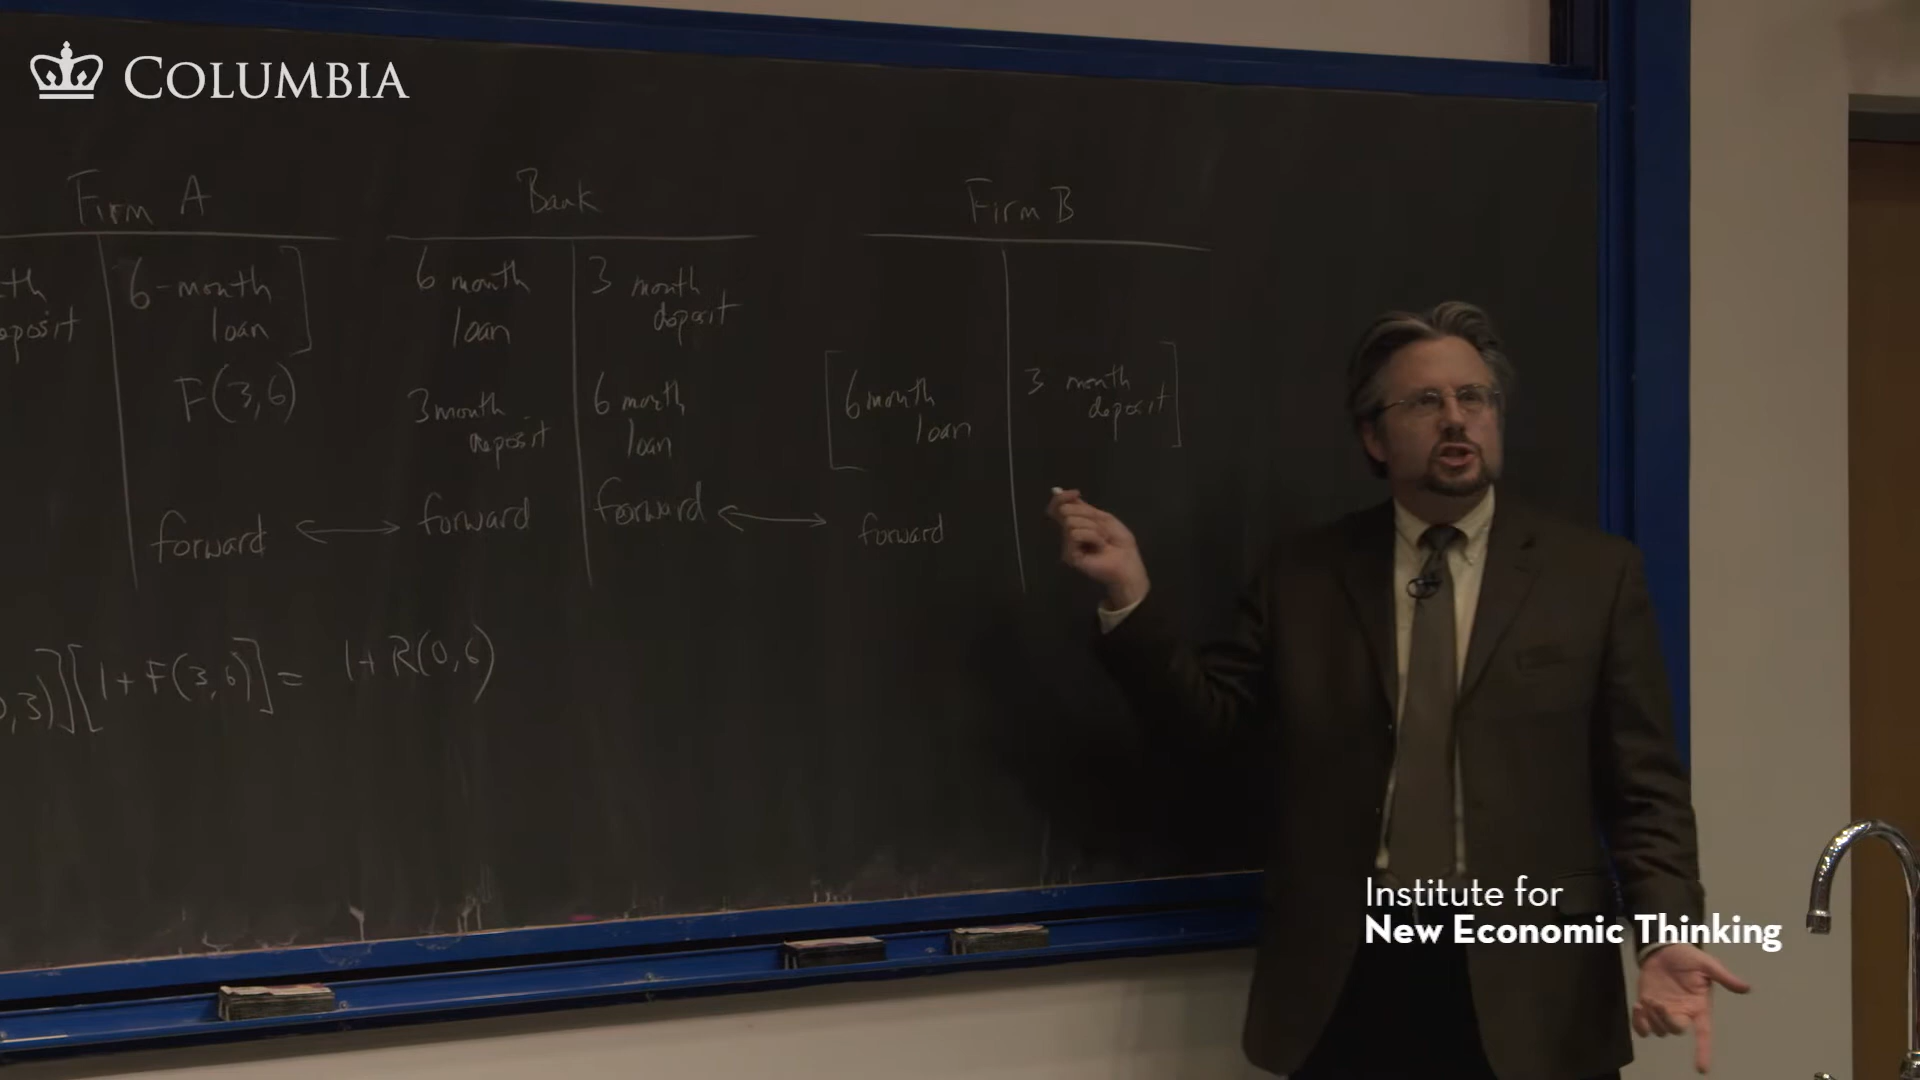 COLUMBIA
Firm A
Bank
Firm B
6-month
loan
F(3,6)
forward
6 month
loan
3 month
deposit
forward
3 month
deposit
6 month
loan
forward
6 month
loan
forward
3 month
deposit
[1+F(3,6)] = 1+R(0,6)
Institute for
New Economic Thinking